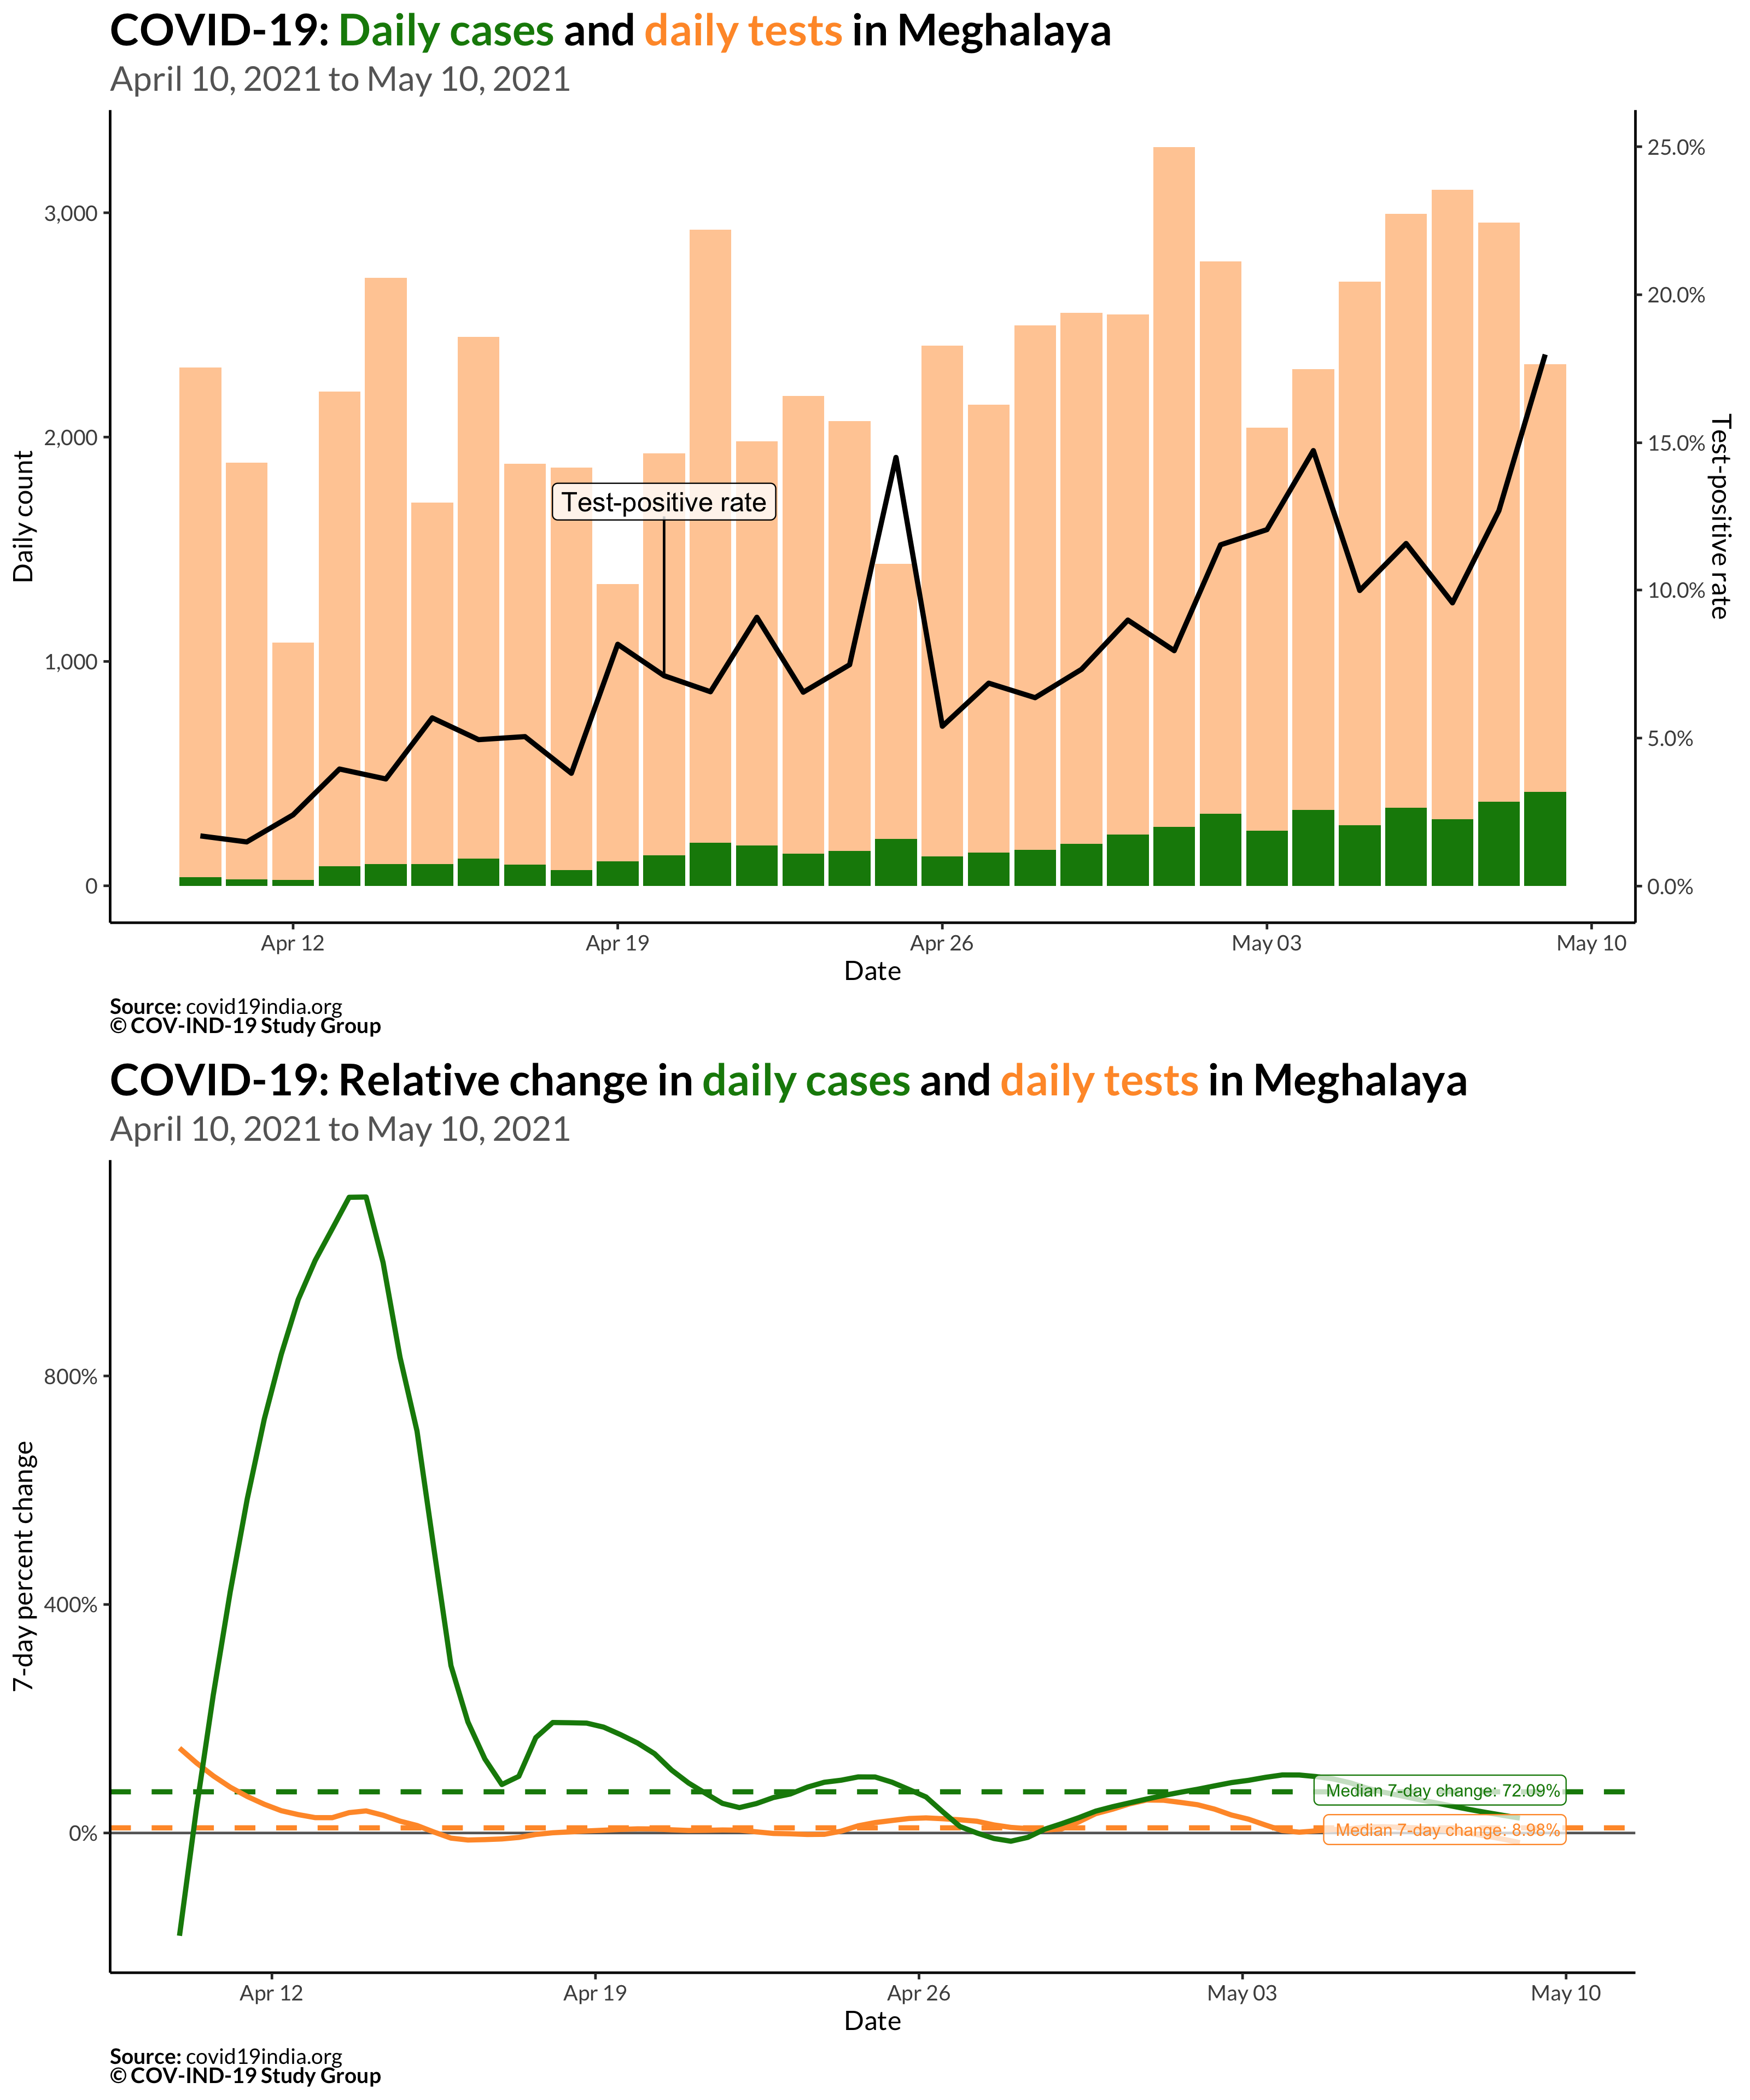 COVID-19: Daily cases and daily tests in Meghalaya
April 10, 2021 to May 10, 2021
Daily count
3,000
2,000
1,000
0
25.0%
20.0%
15.0%
10.0%
5.0%
0.0%
Test-positive rate
Test-positive rate
Apr 12
Apr 19
Apr 26
May 03
May 10
Date
Source: covid19india.org
© COV-IND-19 Study Group
COVID-19: Relative change in daily cases and daily tests in Meghalaya
April 10, 2021 to May 10, 2021
7-day percent change
800%
400%
0%
Median 7-day change: 72.09%
Median 7-day change: 8.98%
Apr 12
Apr 19
Apr 26
May 03
May 10
Date
Source: covid19india.org
© COV-IND-19 Study Group